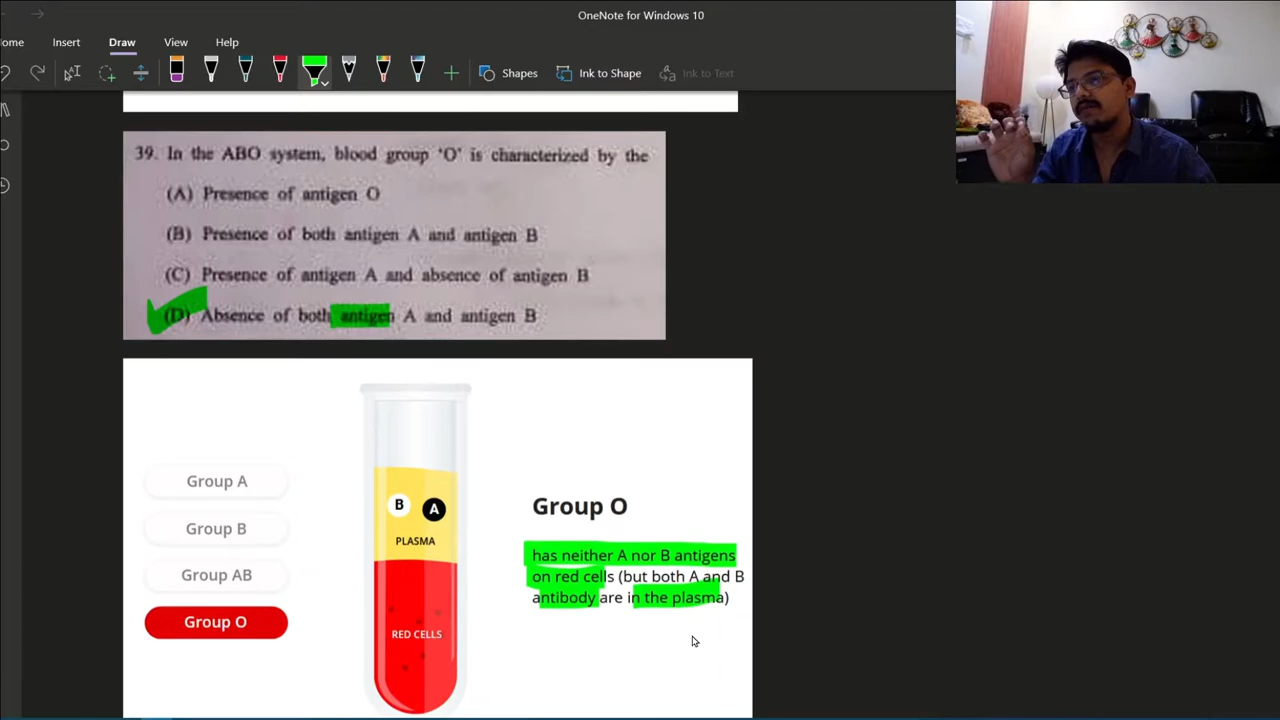 OneNote for Windows 10
ome Insert Draw View Help
Shapes Ink to Shape Ink to Text
39. In the ABO system, blood group ‘O’ is characterized by the
(A) Presence of antigen O
(B) Presence of both antigen A and antigen B
(C) Presence of antigen A and absence of antigen B
(D) Absence of both antigen A and antigen B
Group A
Group B
Group AB
Group O
B A
PLASMA
RED CELLS
Group O
has neither A nor B antigens
on red cells (but both A and B
antibody are in the plasma)